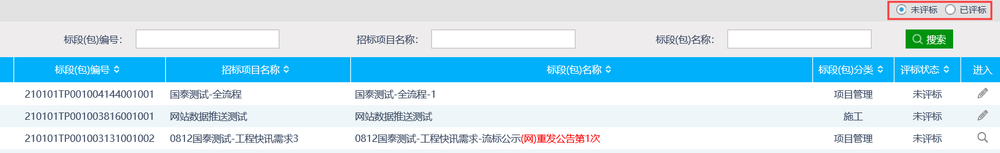 未评标 已评标
标段(包)编号： 招标项目名称： 标段(包)名称： 搜索
标段(包)编号 招标项目名称 标段(包)名称 标段(包)分类 评标状态 进入
210101TP001004144001001 国泰测试-全流程 国泰测试-全流程-1 项目管理 未评标
210101TP001003816001001 网站数据推送测试 网站数据推送测试 施工 未评标
210101TP001003131001002 0812国泰测试-工程快讯需求3 0812国泰测试-工程快讯需求-流标公示(网)重发公告第1次 项目管理 未评标